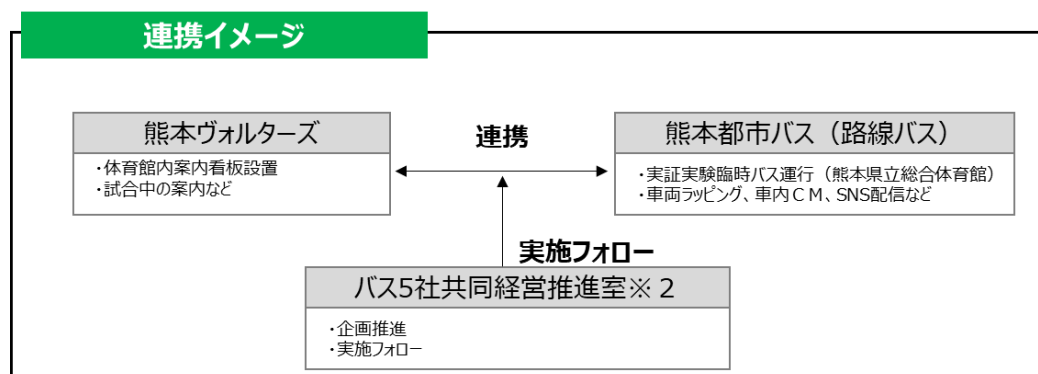 連携イメージ
熊本ヴォルターズ
・体育館内案内看板設置
・試合中の案内など
連携
熊本都市バス（路線バス）
・実証実験臨時バス運行（熊本県立総合体育館）
・車両ラッピング、車内ＣＭ、SNS配信など
実施フォロー
バス5社共同経営推進室※２
・企画推進
・実施フォロー